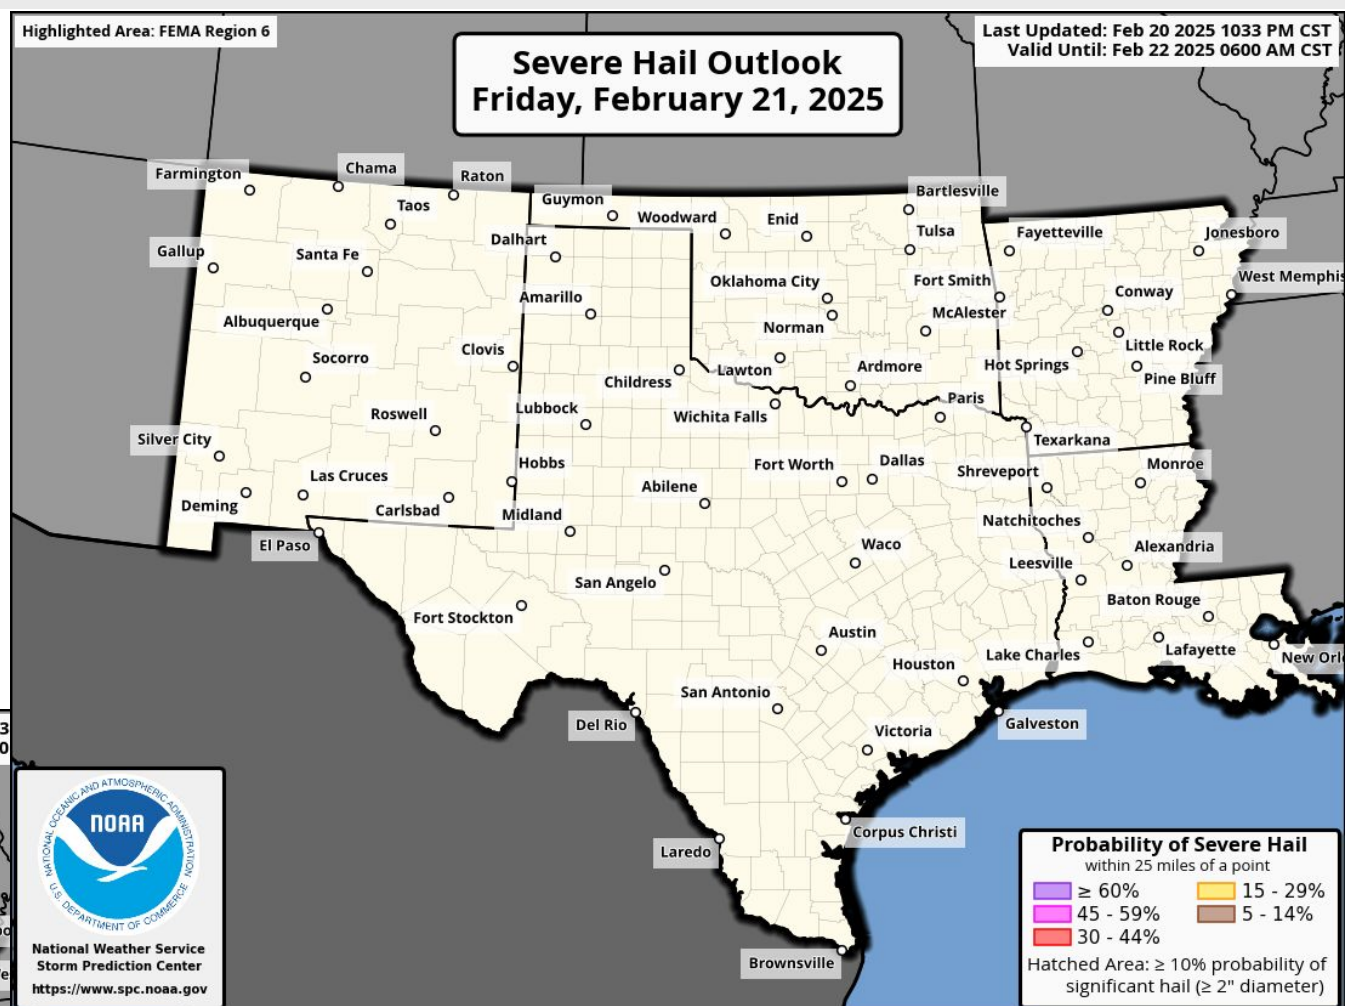 Highlighted Area: FEMA Region 6
Last Updated: Feb 20 2025 1033 PM CST
Valid Until: Feb 22 2025 0600 AM CST
Severe Hail Outlook
Friday, February 21, 2025
Farmington
Chama
Raton
Taos
Guymon
Woodward
Enid
Bartlesville
Tulsa
Fayetteville
Jonesboro
Gallup
Santa Fe
Dalhart
Oklahoma City
Fort Smith
West Memphis
Albuquerque
Amarillo
Norman
McAlester
Conway
Little Rock
Socorro
Clovis
Childress
Lawton
Ardmore
Hot Springs
Pine Bluff
Roswell
Lubbock
Wichita Falls
Paris
Texarkana
Silver City
Las Cruces
Hobbs
Abilene
Fort Worth
Dallas
Shreveport
Monroe
Deming
Carlsbad
Midland
Natchitoches
El Paso
San Angelo
Waco
Leesville
Alexandria
Fort Stockton
Austin
Baton Rouge
Houston
Lake Charles
Lafayette
New Orl
San Antonio
Del Rio
Victoria
Galveston
Laredo
Corpus Christi
Brownsville
3
0
NATIONAL OCEANIC AND ATMOSPHERIC ADMINISTRATION
NOAA
U.S. DEPARTMENT OF COMMERCE
National Weather Service
Storm Prediction Center
https://www.spc.noaa.gov
Probability of Severe Hail
within 25 miles of a point
≥ 60%
15 - 29%
45 - 59%
5 - 14%
30 - 44%
Hatched Area: ≥ 10% probability of
significant hail (≥ 2" diameter)